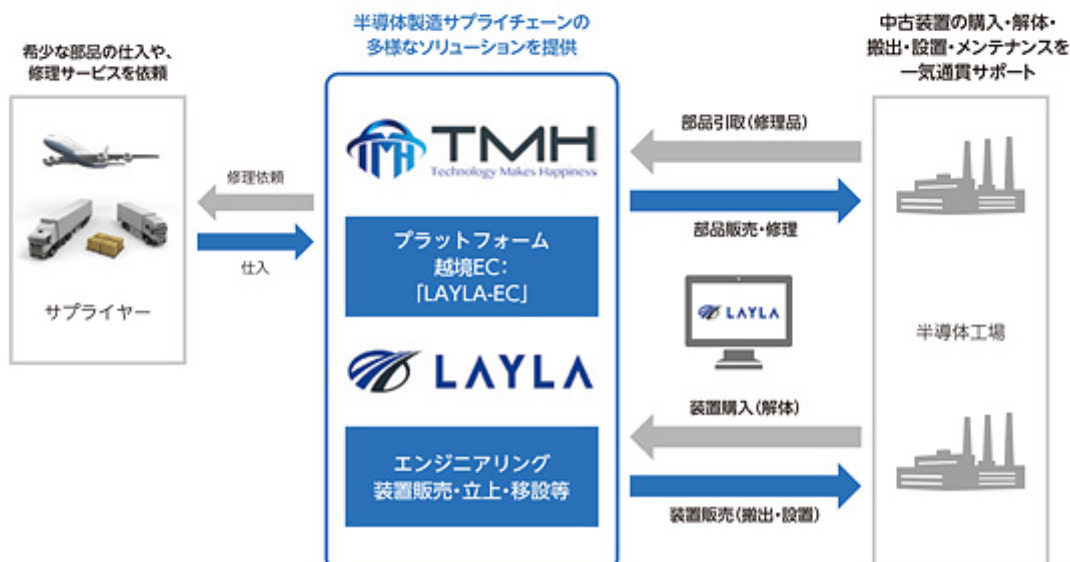 希少な部品の仕入や、
修理サービスを依頼
サプライヤー
修理依頼
仕入
半導体製造サプライチェーンの
多様なソリューションを提供
TMH
TMH
Technology Makes Happiness
プラットフォーム
越境EC：
「LAYLA-EC」
LAYLA
エンジニアリング
装置販売・立上・移設等
部品引取（修理品）
部品販売・修理
LAYLA
装置購入（解体）
装置販売（搬出・設置）
中古装置の購入・解体・
搬出・設置・メンテナンスを
一気通貫サポート
半導体工場